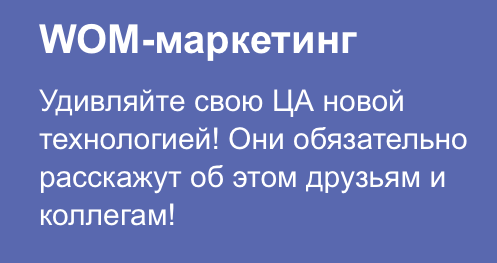 WOM-маркетинг
Удивляйте свою ЦА новой
технологией! Они обязательно
расскажут об этом друзьям и
коллегам!